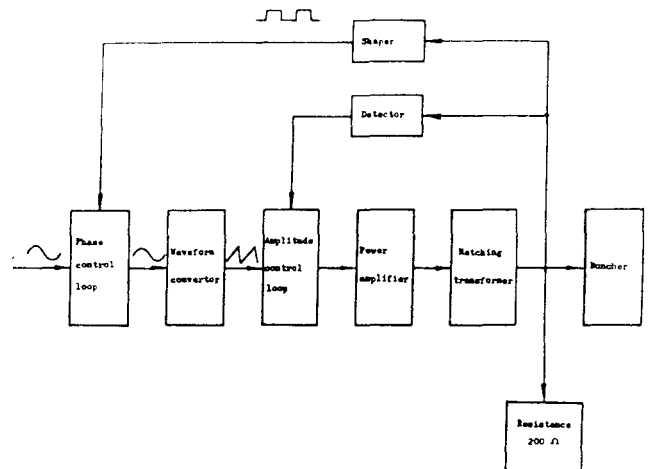 Shaper
Detector
Phase
control
loop
Waveform
convertor
Amplitude
control
loop
Power
amplifier
Matching
transformer
Buncher
Resistance
200 Ω